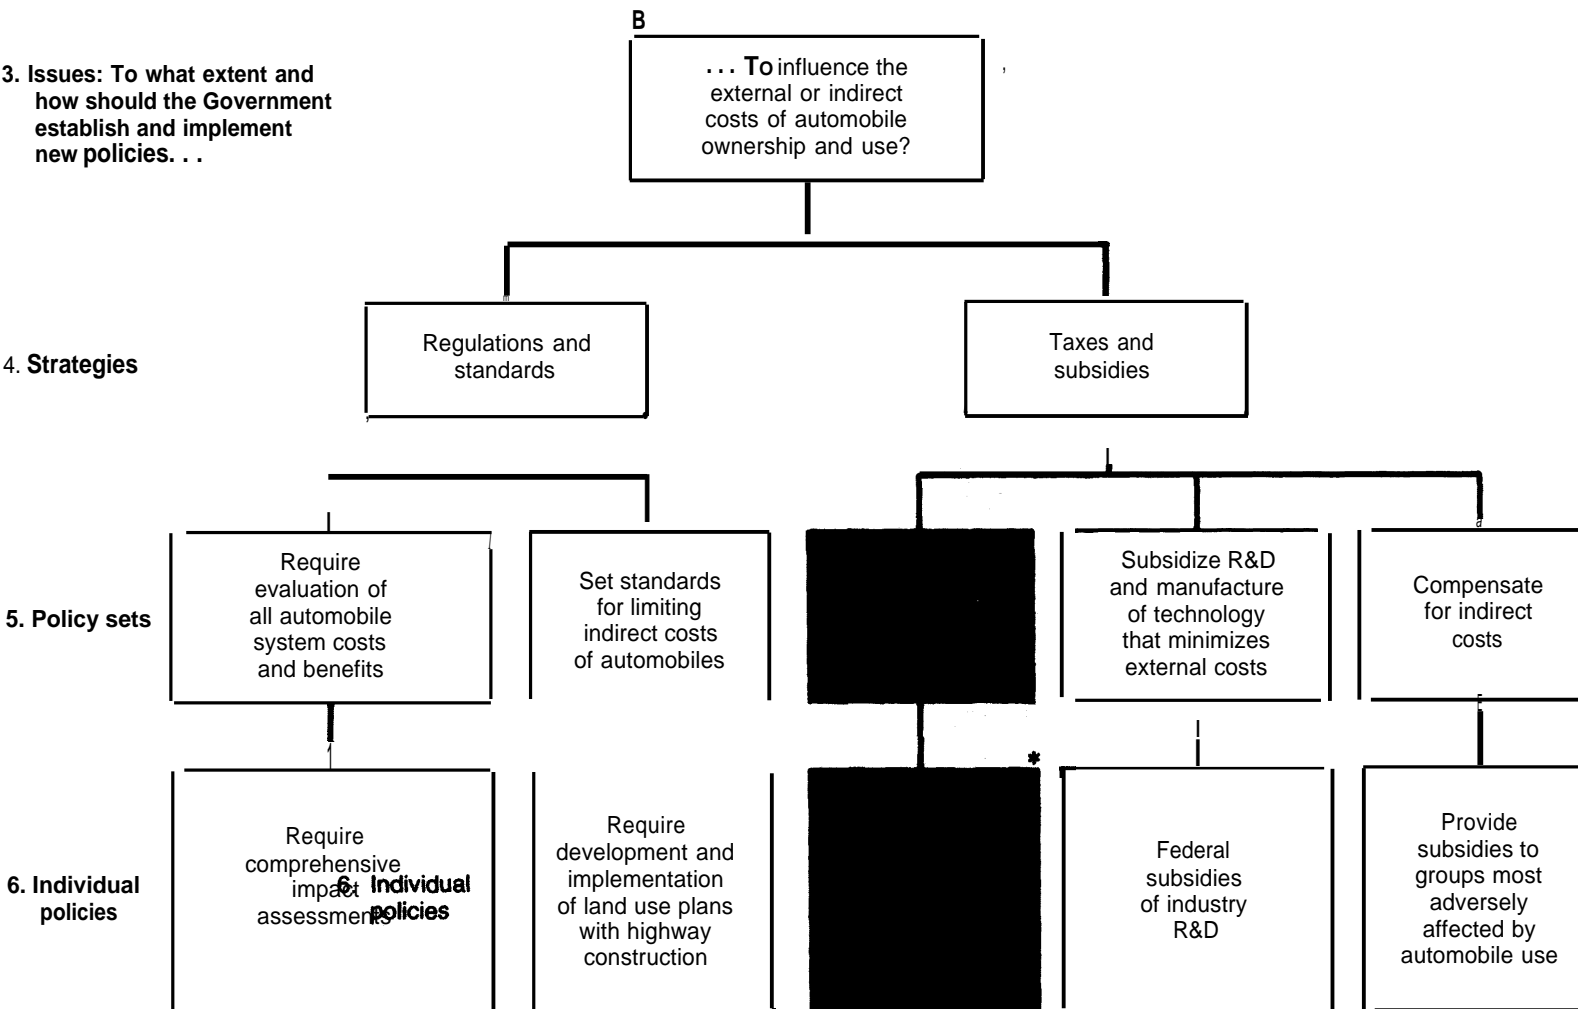 B
3. Issues: To what extent and
how should the Government
establish and implement
new policies. . .
. . . To influence the
external or indirect
costs of automobile
ownership and use?
4. Strategies
Regulations and
standards
Taxes and
subsidies
5. Policy sets
Require
evaluation of
all automobile
system costs
and benefits
Set standards
for limiting
indirect costs
of automobiles
Subsidize R&D
and manufacture
of technology
that minimizes
external costs
Compensate
for indirect
costs
*
6. Individual
policies
Require
comprehensive
impact
assessments
6. Individual
policies
Require
development and
implementation
of land use plans
with highway
construction
Federal
subsidies
of industry
R&D
Provide
subsidies to
groups most
adversely
affected by
automobile use